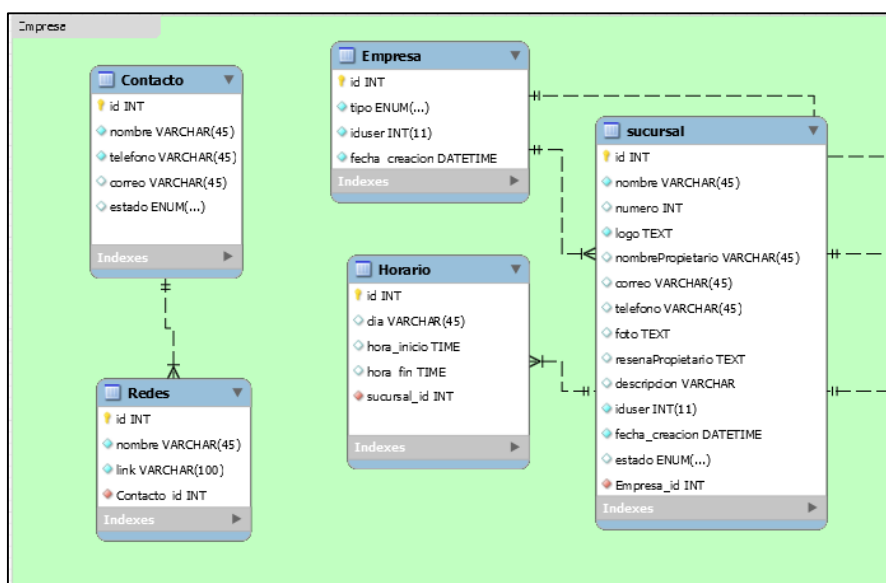 Empresa
Contacto
id INT
nombre VARCHAR(45)
telefono VARCHAR(45)
correo VARCHAR(45)
estado ENUM(...)
Indexes
Redes
id INT
nombre VARCHAR(45)
link VARCHAR(100)
Contacto_id INT
Indexes
Empresa
id INT
tipo ENUM(...)
iduser INT(11)
fecha_creacion DATETIME
Indexes
Horario
id INT
dia VARCHAR(45)
hora_inicio TIME
hora_fin TIME
sucursal_id INT
Indexes
sucursal
id INT
nombre VARCHAR(45)
numero INT
logo TEXT
nombrePropietario VARCHAR(45)
correo VARCHAR(45)
telefono VARCHAR(45)
foto TEXT
resenaPropietario TEXT
descripcion VARCHAR
iduser INT(11)
fecha_creacion DATETIME
estado ENUM(...)
Empresa_id INT
Indexes